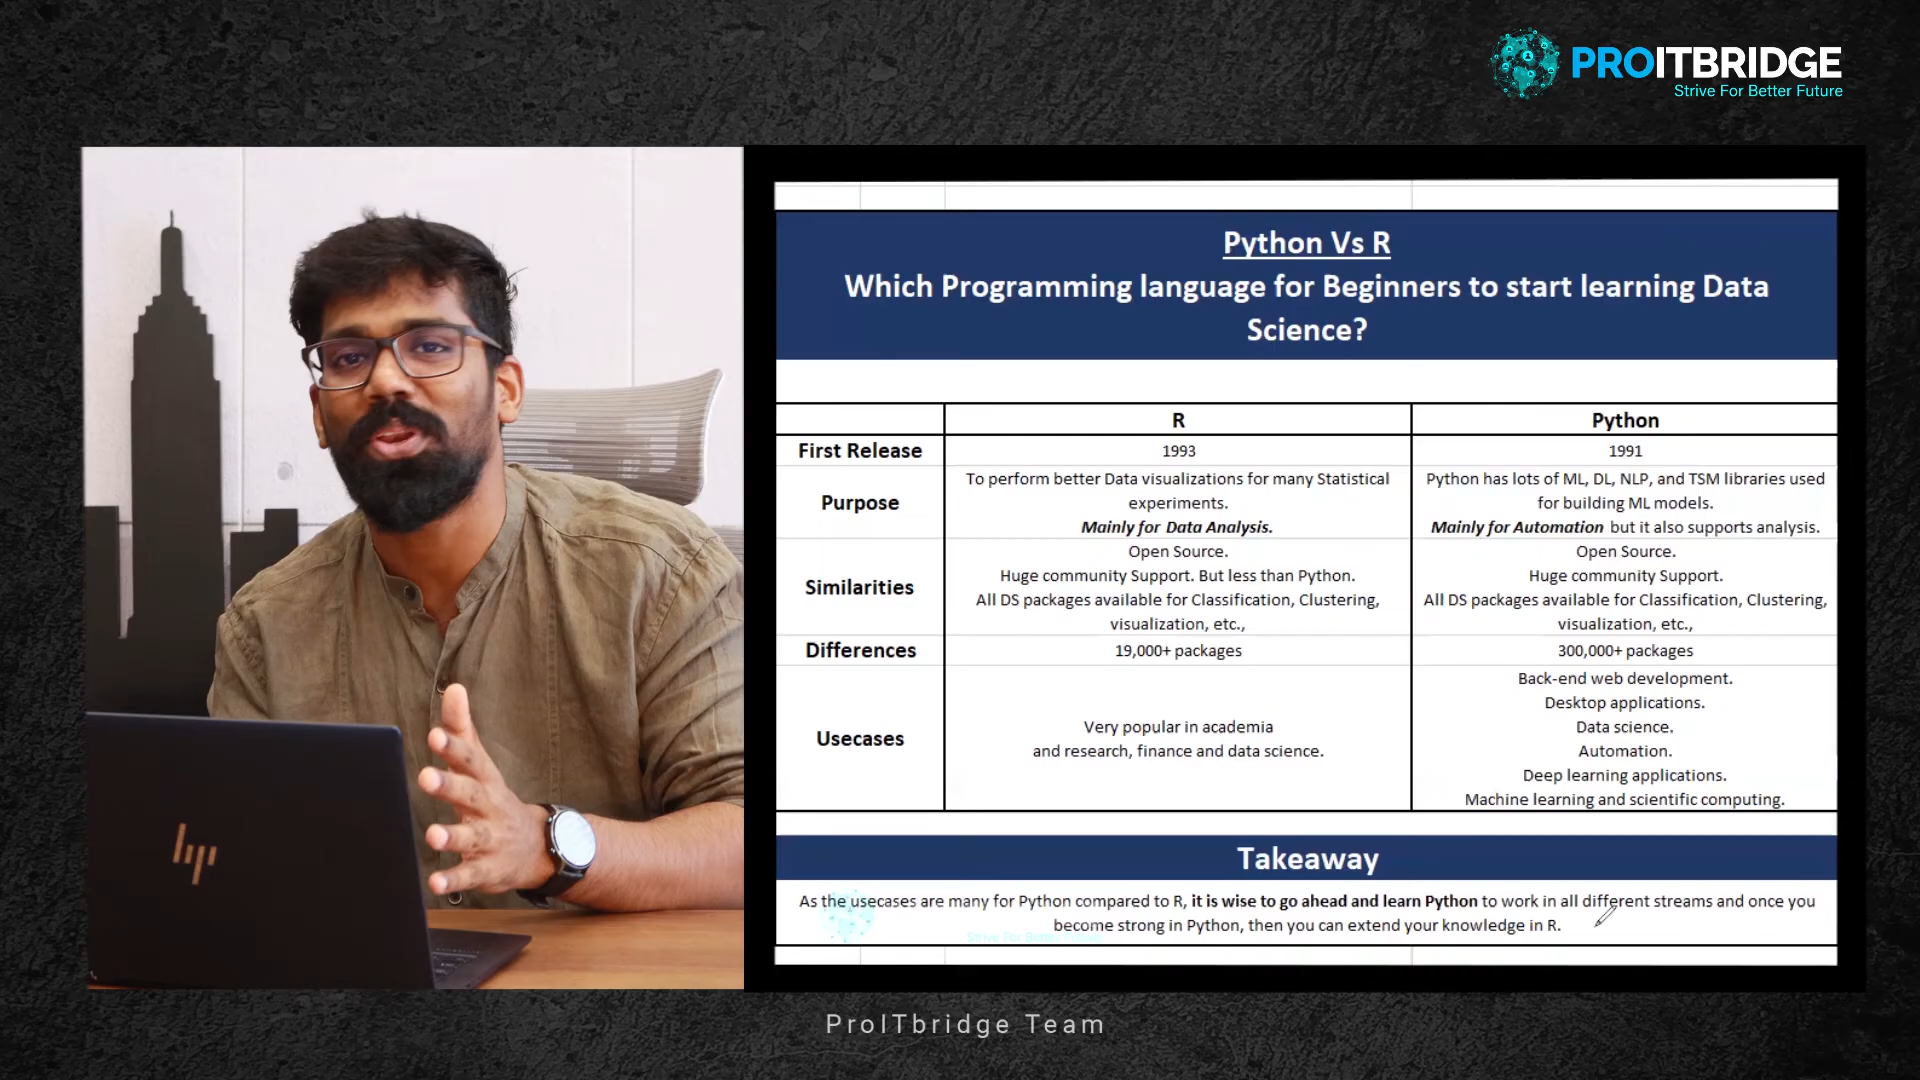 PROITBRIDGE
Strive For Better Future
Python Vs R
Which Programming language for Beginners to start learning Data
Science?
R
Python
First Release
1993
1991
Purpose
To perform better Data visualizations for many Statistical
experiments.
Mainly for Data Analysis.
Python has lots of ML, DL, NLP, and TSM libraries used
for building ML models.
Mainly for Automation but it also supports analysis.
Similarities
Open Source.
Huge community Support. But less than Python.
All DS packages available for Classification, Clustering,
visualization, etc.,
Open Source.
Huge community Support.
All DS packages available for Classification, Clustering,
visualization, etc.,
Differences
19,000+ packages
300,000+ packages
Usecases
Very popular in academia
and research, finance and data science.
Back-end web development.
Desktop applications.
Data science.
Automation.
Deep learning applications.
Machine learning and scientific computing.
Takeaway
As the usecases are many for Python compared to R, it is wise to go ahead and learn Python to work in all different streams and once you
become strong in Python, then you can extend your knowledge in R.
Strive For Better Future
hp
ProITbridge Team